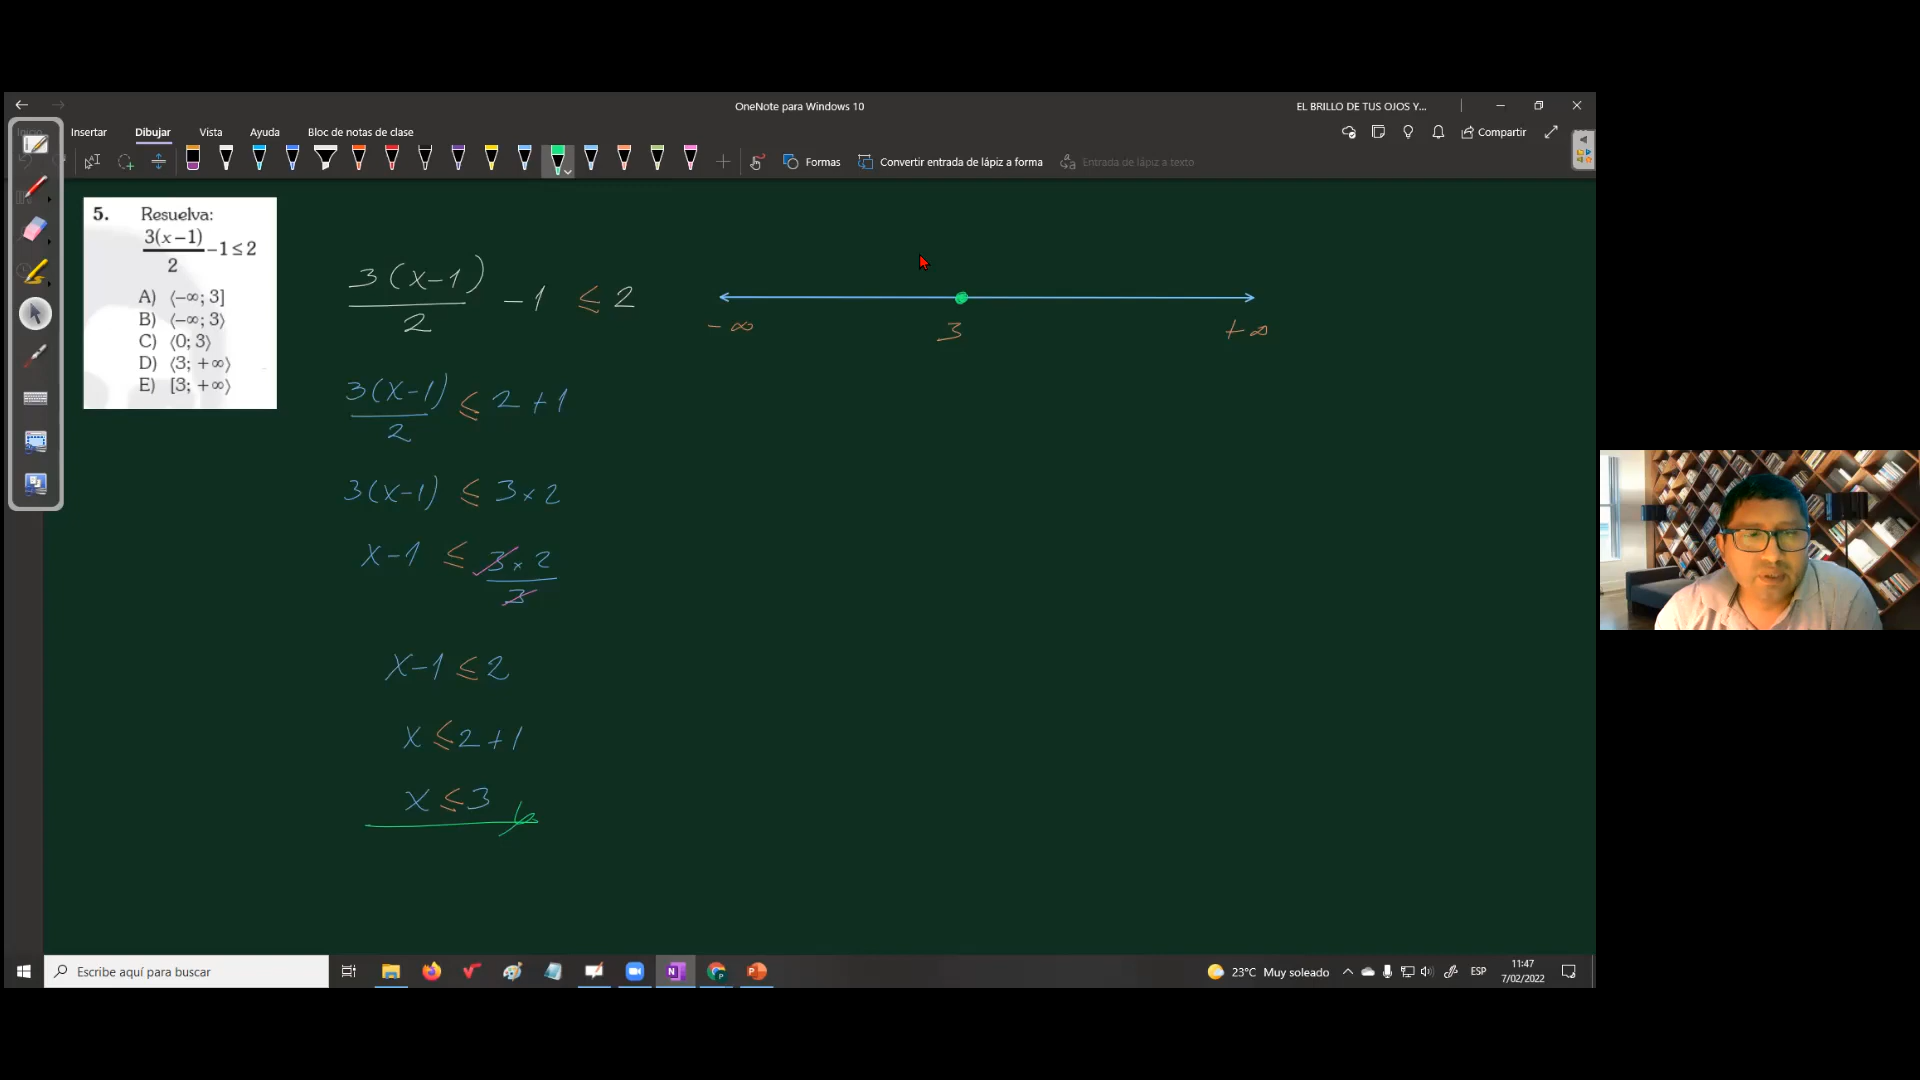 OneNote para Windows 10
EL BRILLO DE TUS OJOS Y...
Insertar Dibujar Vista Ayuda Bloc de notas de clase
Compartir
Formas Convertir entrada de lápiz a forma Entrada de lápiz a texto
5. Resuelva:
3(x−1)/2 −1≤2
A) ⟨−∞; 3]
B) ⟨−∞; 3⟩
C) ⟨0; 3⟩
D) ⟨3; +∞⟩
E) [3; +∞⟩
3(x−1)/2 −1 ≤ 2
3(x−1)/2 ≤ 2+1
3(x−1) ≤ 3×2
x−1 ≤ 3×2/3
x−1 ≤ 2
x ≤ 2+1
x ≤ 3
−∞ 3 +∞
Escribe aquí para buscar
23°C Muy soleado
ESP
11:47
7/02/2022